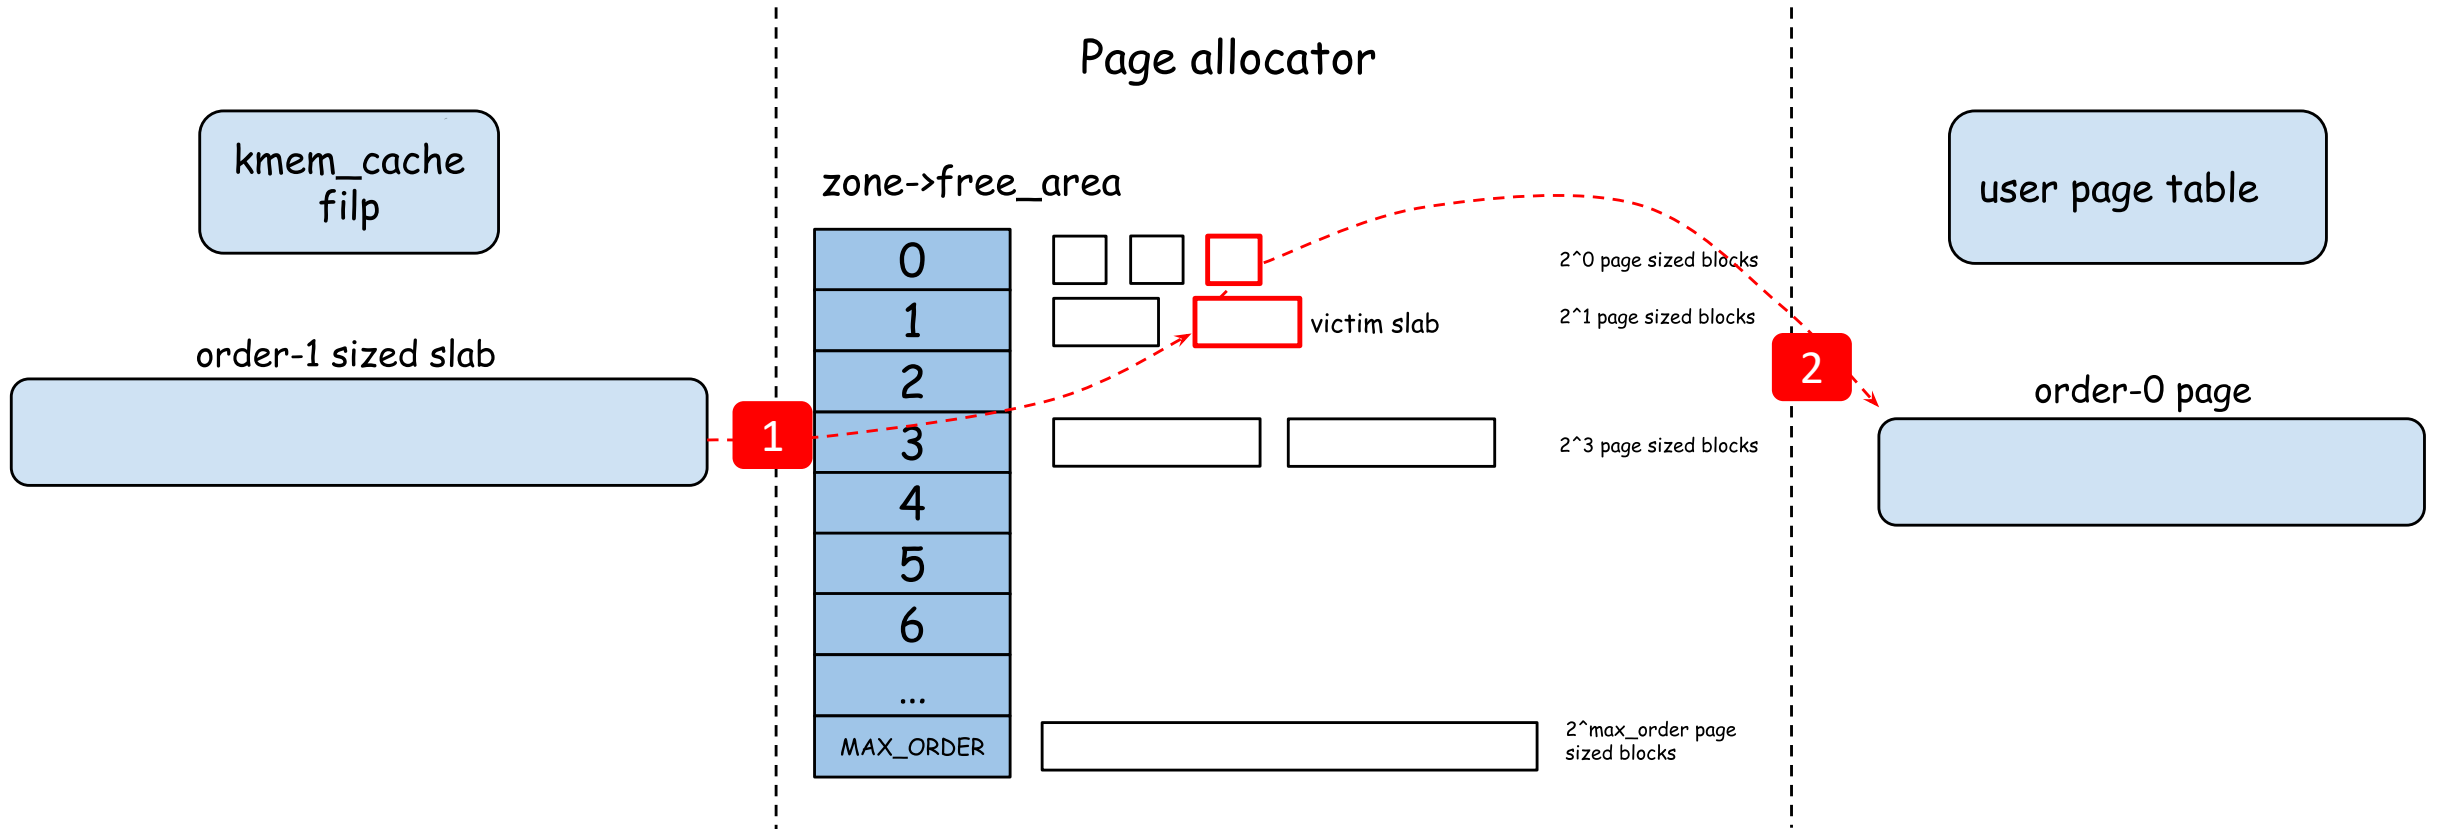 Page allocator
kmem_cache
filp
zone->free_area
user page table
0
2^0 page sized blocks
1
victim slab
2^1 page sized blocks
order-1 sized slab
2
2
order-0 page
1
3
2^3 page sized blocks
4
5
6
...
MAX_ORDER
2^max_order page
sized blocks